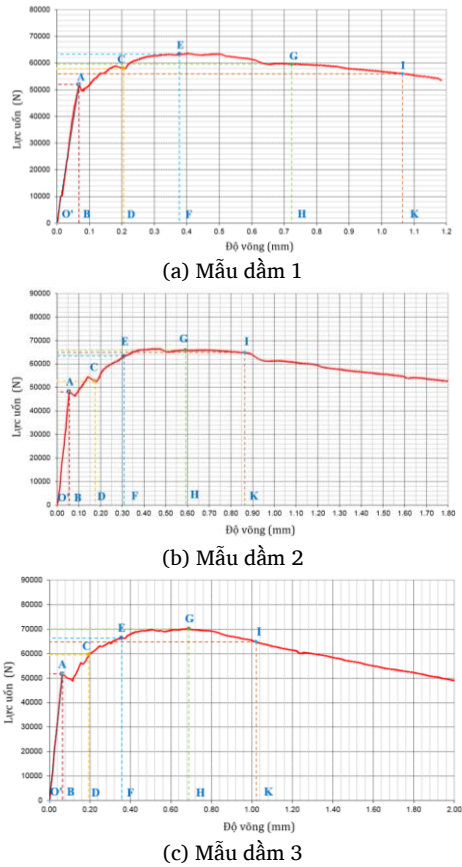 90000
80000
70000
60000
50000
40000
30000
20000
10000
0
Lực uốn (N)
A
C
E
G
I
O'
B
D
F
H
K
0.0 0.1 0.2 0.3 0.4 0.5 0.6 0.7 0.8 0.9 1.0 1.1 1.2
Độ võng (mm)
(a) Mẫu dầm 1
90000
80000
70000
60000
50000
40000
30000
20000
10000
0
Lực uốn (N)
A
C
E
G
I
O'
B
D
F
H
K
0.00 0.10 0.20 0.30 0.40 0.50 0.60 0.70 0.80 0.90 1.00 1.10 1.20 1.30 1.40 1.50 1.60 1.70 1.80
Độ võng (mm)
(b) Mẫu dầm 2
90000
80000
70000
60000
50000
40000
30000
20000
10000
0
Lực uốn (N)
A
C
E
G
I
O'
B
D
F
H
K
0.00 0.20 0.40 0.60 0.80 1.00 1.20 1.40 1.60 1.80 2.00
Độ võng (mm)
(c) Mẫu dầm 3